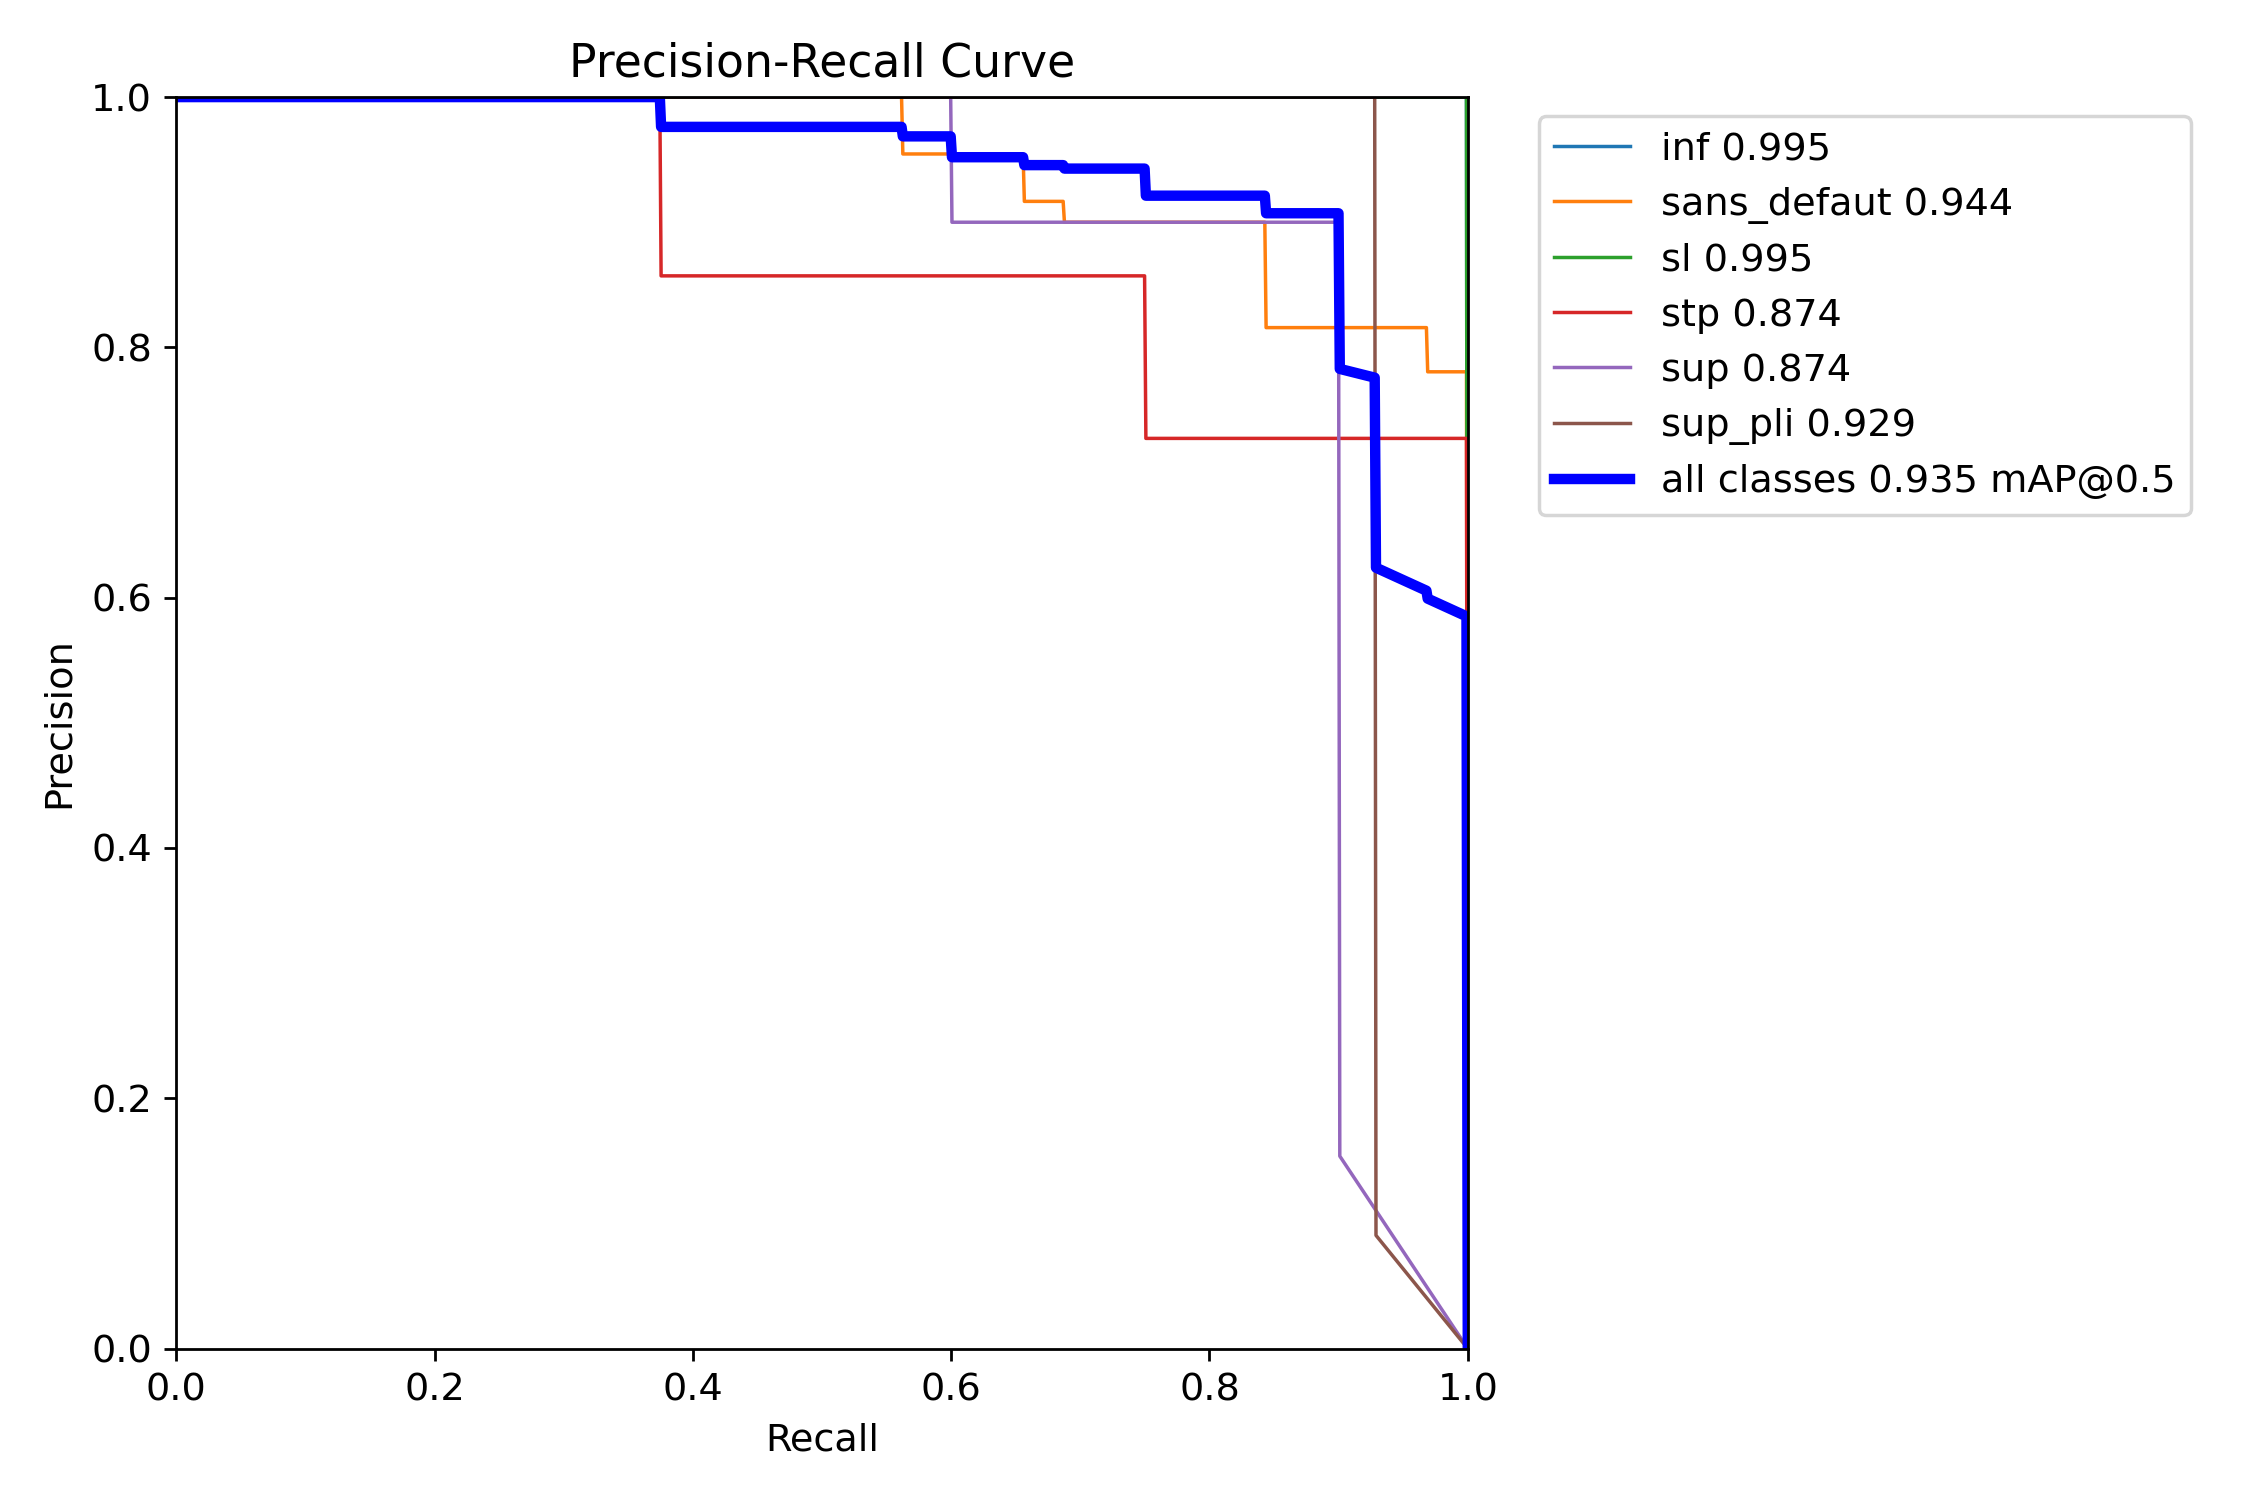 Precision-Recall Curve
1.0
0.8
0.6
0.4
0.2
0.0
Precision
0.0 0.2 0.4 0.6 0.8 1.0
Recall
inf 0.995
sans_defaut 0.944
sl 0.995
stp 0.874
sup 0.874
sup_pli 0.929
all classes 0.935 mAP@0.5